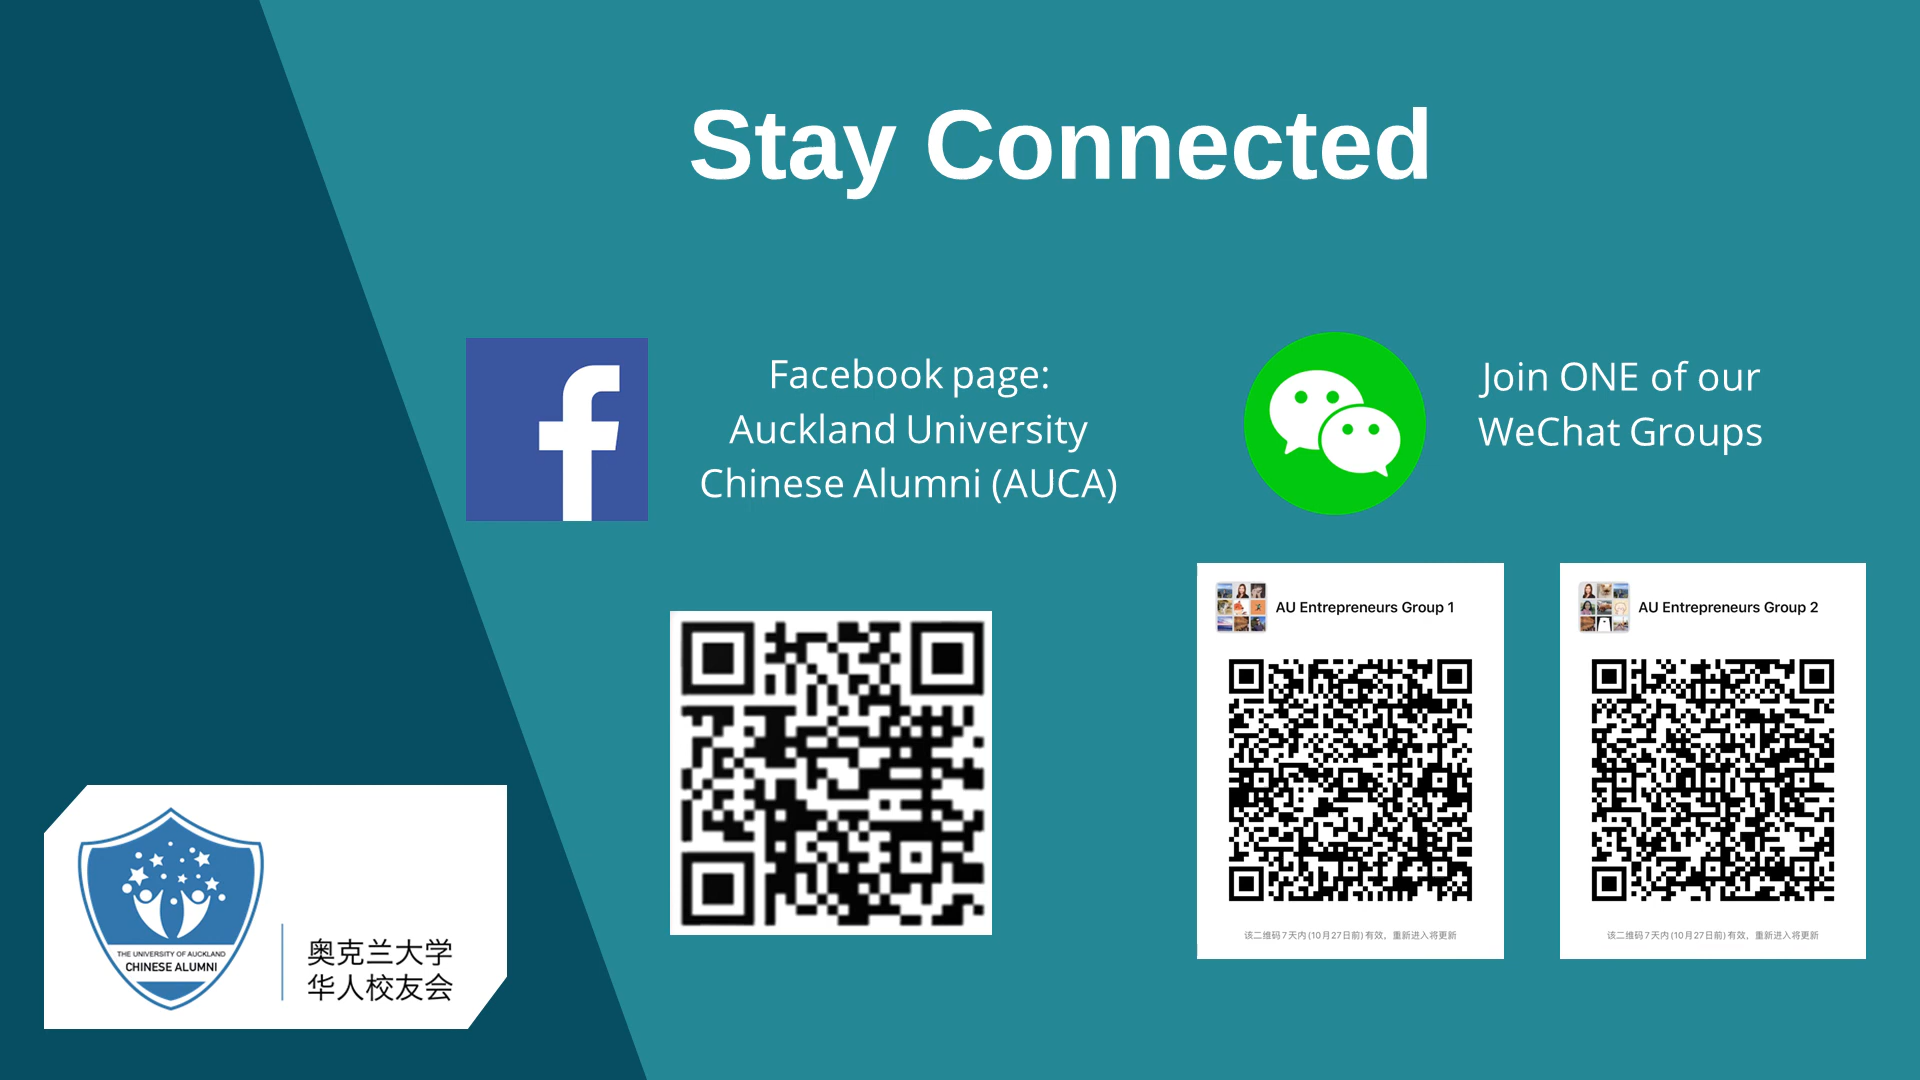 Stay Connected
Facebook page:
Auckland University
Chinese Alumni (AUCA)
Join ONE of our
WeChat Groups
AU Entrepreneurs Group 1
该二维码7天内(10月27日前)有效，重新进入将更新
AU Entrepreneurs Group 2
该二维码7天内(10月27日前)有效，重新进入将更新
THE UNIVERSITY OF AUCKLAND
CHINESE ALUMNI
奥克兰大学
华人校友会